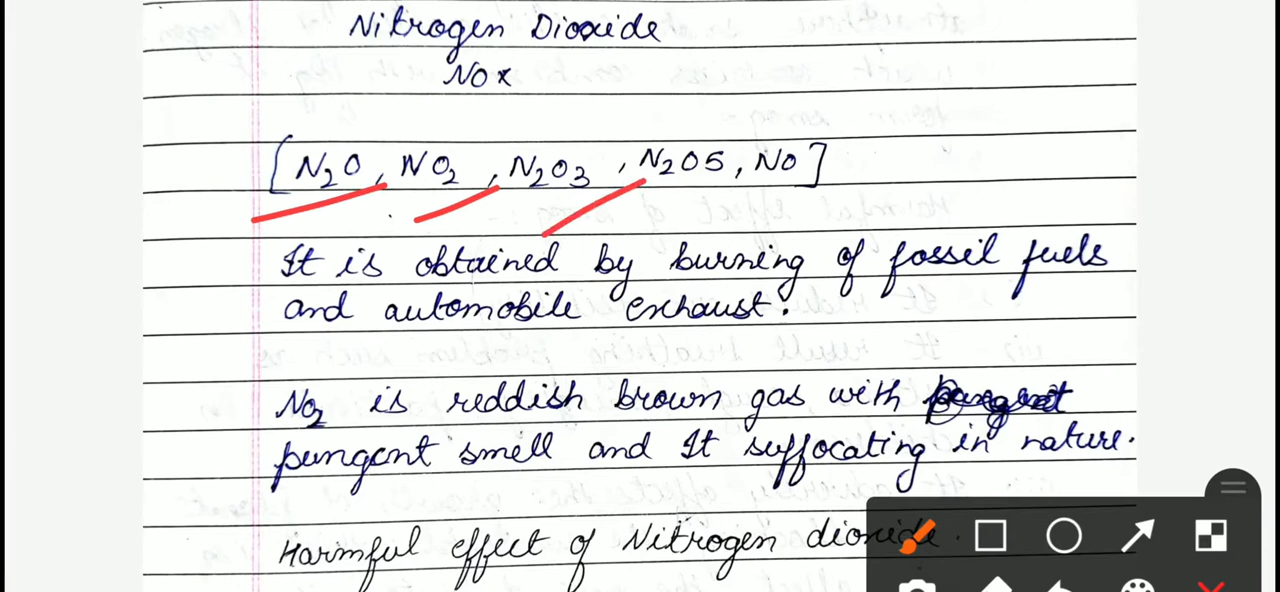 Nitrogen Dioxide
NOx
[N2O, NO2, N2O3, N2O5, NO]
It is obtained by burning of fossil fuels
and automobile exhaust.
NO2 is reddish brown gas with
pungent smell and It suffocating in nature.
Harmful effect of Nitrogen dioxide.